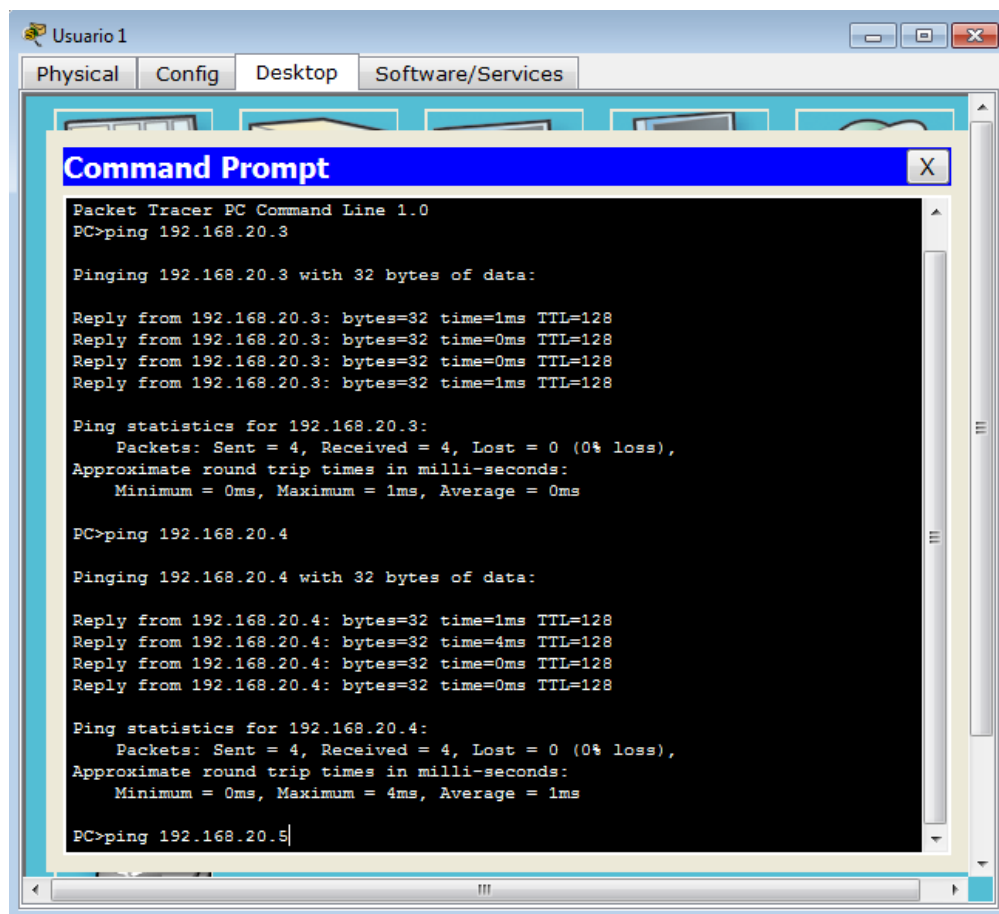 Usuario 1
Physical Config Desktop Software/Services
Command Prompt
X
Packet Tracer PC Command Line 1.0
PC>ping 192.168.20.3
Pinging 192.168.20.3 with 32 bytes of data:
Reply from 192.168.20.3: bytes=32 time=1ms TTL=128
Reply from 192.168.20.3: bytes=32 time=0ms TTL=128
Reply from 192.168.20.3: bytes=32 time=0ms TTL=128
Reply from 192.168.20.3: bytes=32 time=1ms TTL=128
Ping statistics for 192.168.20.3:
Packets: Sent = 4, Received = 4, Lost = 0 (0% loss),
Approximate round trip times in milli-seconds:
Minimum = 0ms, Maximum = 1ms, Average = 0ms
PC>ping 192.168.20.4
Pinging 192.168.20.4 with 32 bytes of data:
Reply from 192.168.20.4: bytes=32 time=1ms TTL=128
Reply from 192.168.20.4: bytes=32 time=4ms TTL=128
Reply from 192.168.20.4: bytes=32 time=0ms TTL=128
Reply from 192.168.20.4: bytes=32 time=0ms TTL=128
Ping statistics for 192.168.20.4:
Packets: Sent = 4, Received = 4, Lost = 0 (0% loss),
Approximate round trip times in milli-seconds:
Minimum = 0ms, Maximum = 4ms, Average = 1ms
PC>ping 192.168.20.5